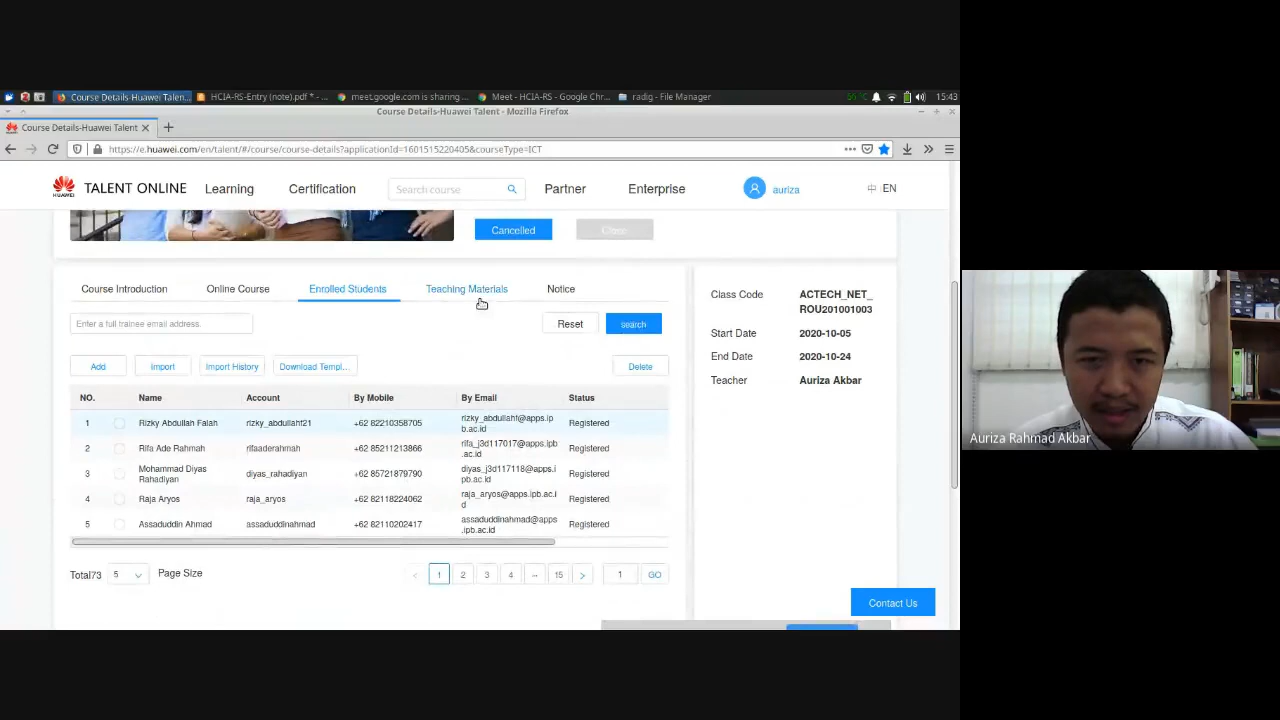 Course Details-Huawei Talen...
HCIA-RS-Entry (note).pdf * - ...
meet.google.com is sharing ...
Meet - HCIA-RS - Google Chr...
radig - File Manager
15:43
Course Details-Huawei Talent - Mozilla Firefox
Course Details-Huawei Talent
https://e.huawei.com/en/talent/#/course/course-details?applicationId=1601515220405&courseType=ICT
HUAWEI
TALENT ONLINE
Learning
Certification
Search course
Partner
Enterprise
auriza
中 | EN
Cancelled
Course Introduction
Online Course
Enrolled Students
Teaching Materials
Notice
Enter a full trainee email address.
Reset
search
Add
Import
Import History
Download Templ...
Delete
NO. Name Account By Mobile By Email Status
1 Rizky Abdullah Falah rizky_abdullahf21 +62 82210358705 rizky_abdullahf@apps.ip
b.ac.id
Registered
2 Rifa Ade Rahmah rifaaderahmah +62 85211213866 rifa_j3d117017@apps.ipb
.ac.id
Registered
3 Mohammad Diyas
Rahadiyan
diyas_rahadiyan +62 85721879790 diyas_j3d117118@apps.i
pb.ac.id
Registered
4 Raja Aryos raja_aryos +62 82118224062 raja_aryos@apps.ipb.ac.i
d
Registered
5 Assaduddin Ahmad assaduddinahmad +62 82110202417 assaduddinahmad@apps
.ipb.ac.id
Registered
Total73 5 Page Size
< 1 2 3 4 ··· 15 > 1 GO
Class Code
ACTECH_NET_
ROU201001003
Start Date 2020-10-05
End Date 2020-10-24
Teacher Auriza Akbar
Contact Us
Auriza Rahmad Akbar